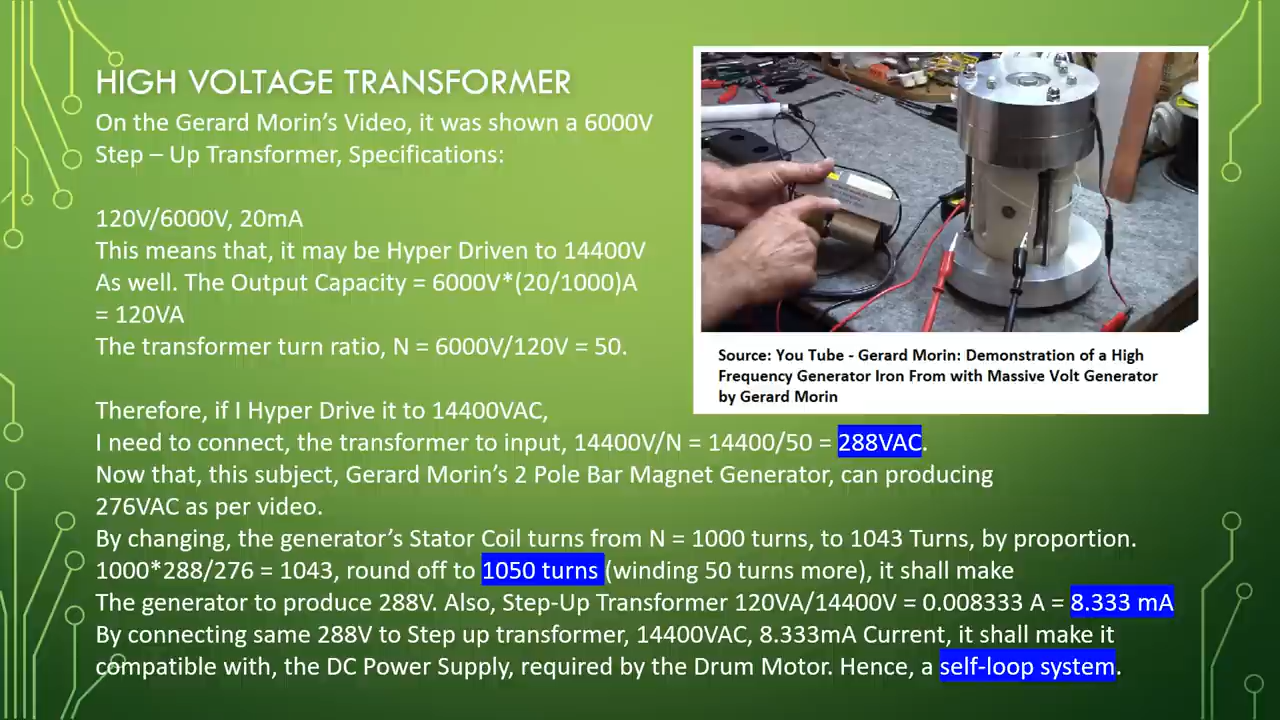 HIGH VOLTAGE TRANSFORMER
On the Gerard Morin's Video, it was shown a 6000V
Step – Up Transformer, Specifications:
120V/6000V, 20mA
This means that, it may be Hyper Driven to 14400V
As well. The Output Capacity = 6000V*(20/1000)A
= 120VA
The transformer turn ratio, N = 6000V/120V = 50.
Therefore, if I Hyper Drive it to 14400VAC,
I need to connect, the transformer to input, 14400V/N = 14400/50 = 288VAC.
Now that, this subject, Gerard Morin's 2 Pole Bar Magnet Generator, can producing
276VAC as per video.
By changing, the generator's Stator Coil turns from N = 1000 turns, to 1043 Turns, by proportion.
1000*288/276 = 1043, round off to 1050 turns (winding 50 turns more), it shall make
The generator to produce 288V. Also, Step-Up Transformer 120VA/14400V = 0.008333 A = 8.333 mA
By connecting same 288V to Step up transformer, 14400VAC, 8.333mA Current, it shall make it
compatible with, the DC Power Supply, required by the Drum Motor. Hence, a self-loop system.
Source: You Tube - Gerard Morin: Demonstration of a High
Frequency Generator Iron From with Massive Volt Generator
by Gerard Morin